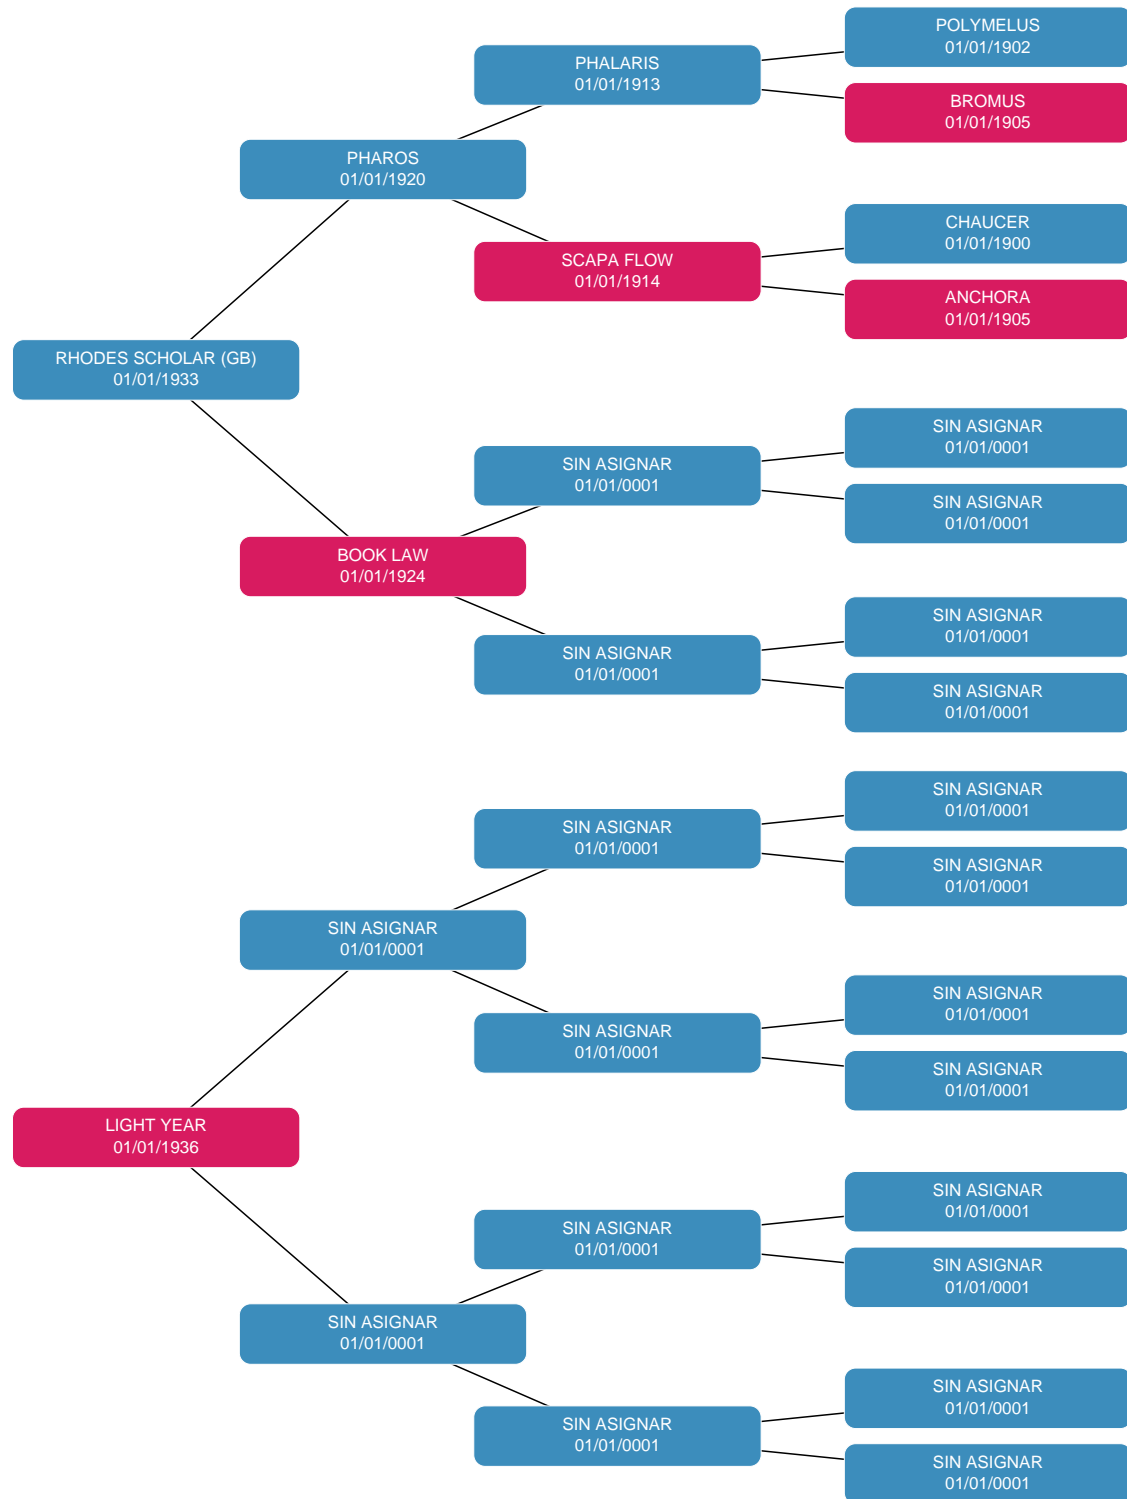 POLYMELUS
01/01/1902
PHALARIS
01/01/1913
BROMUS
01/01/1905
PHAROS
01/01/1920
CHAUCER
01/01/1900
SCAPA FLOW
01/01/1914
ANCHORA
01/01/1905
RHODES SCHOLAR (GB)
01/01/1933
SIN ASIGNAR
01/01/0001
SIN ASIGNAR
01/01/0001
SIN ASIGNAR
01/01/0001
BOOK LAW
01/01/1924
SIN ASIGNAR
01/01/0001
SIN ASIGNAR
01/01/0001
SIN ASIGNAR
01/01/0001
SIN ASIGNAR
01/01/0001
SIN ASIGNAR
01/01/0001
SIN ASIGNAR
01/01/0001
SIN ASIGNAR
01/01/0001
SIN ASIGNAR
01/01/0001
SIN ASIGNAR
01/01/0001
SIN ASIGNAR
01/01/0001
LIGHT YEAR
01/01/1936
SIN ASIGNAR
01/01/0001
SIN ASIGNAR
01/01/0001
SIN ASIGNAR
01/01/0001
SIN ASIGNAR
01/01/0001
SIN ASIGNAR
01/01/0001
SIN ASIGNAR
01/01/0001
SIN ASIGNAR
01/01/0001